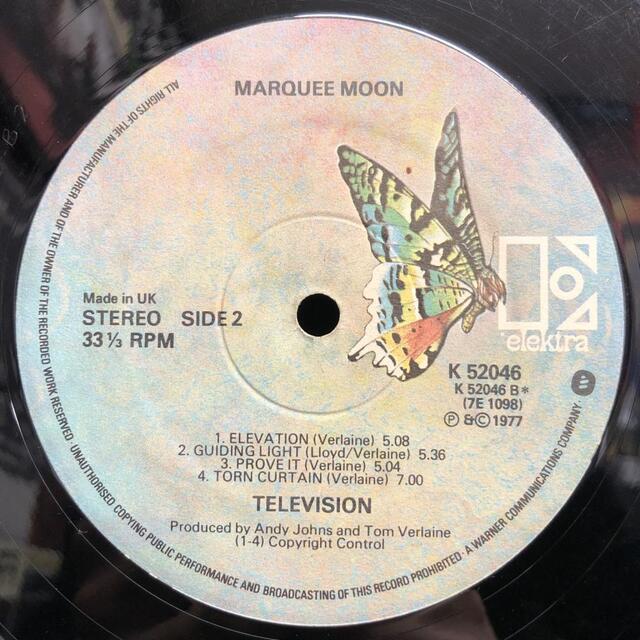 MARQUEE MOON
Made in UK
STEREO SIDE 2
33⅓ RPM
elektra
K 52046
K 52046 B*
(7E 1098)
Ⓟ &© 1977
1. ELEVATION (Verlaine) 5.08
2. GUIDING LIGHT (Lloyd/Verlaine) 5.36
3. PROVE IT (Verlaine) 5.04
4. TORN CURTAIN (Verlaine) 7.00
TELEVISION
Produced by Andy Johns and Tom Verlaine
(1-4) Copyright Control
ALL RIGHTS OF THE MANUFACTURER AND OF THE OWNER OF THE RECORDED WORK RESERVED · UNAUTHORISED COPYING PUBLIC PERFORMANCE AND BROADCASTING OF THIS RECORD PROHIBITED · A WARNER COMMUNICATIONS COMPANY ·